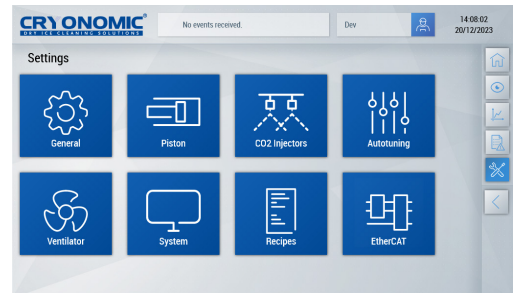 CRYONOMIC®
DRY ICE CLEANING SOLUTIONS
No events received.
Dev
14:08:02
20/12/2023
Settings
General
Piston
CO2 Injectors
Autotuning
Ventilator
System
Recipes
EtherCAT